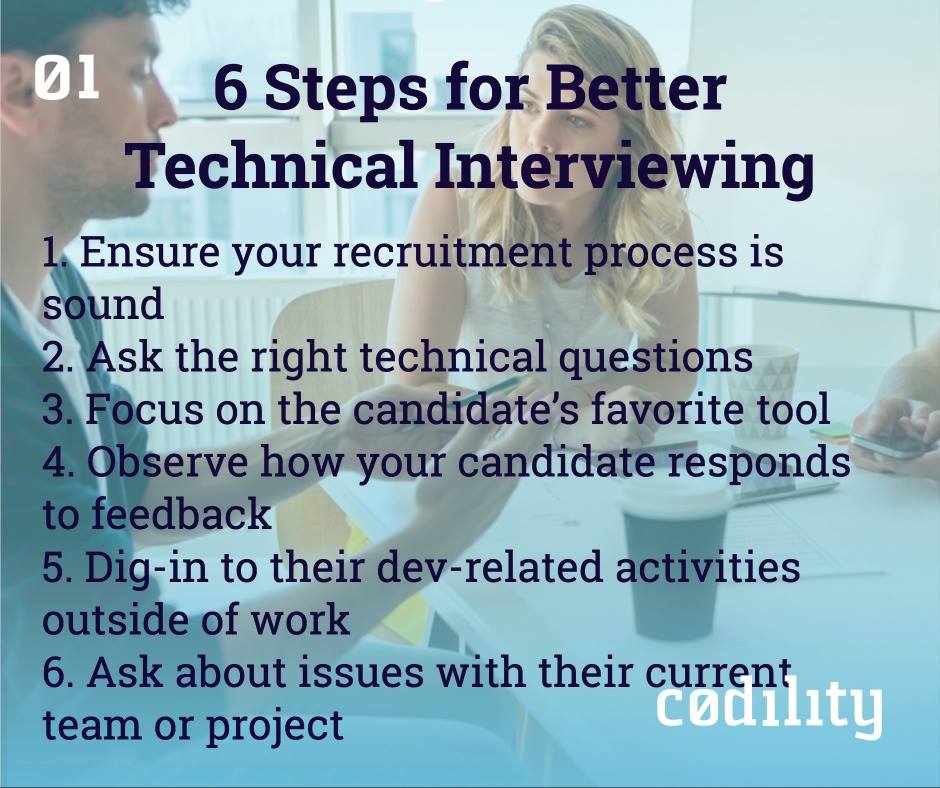 01
6 Steps for Better
Technical Interviewing
1. Ensure your recruitment process is
sound
2. Ask the right technical questions
3. Focus on the candidate’s favorite tool
4. Observe how your candidate responds
to feedback
5. Dig-in to their dev-related activities
outside of work
6. Ask about issues with their current
team or project
codility